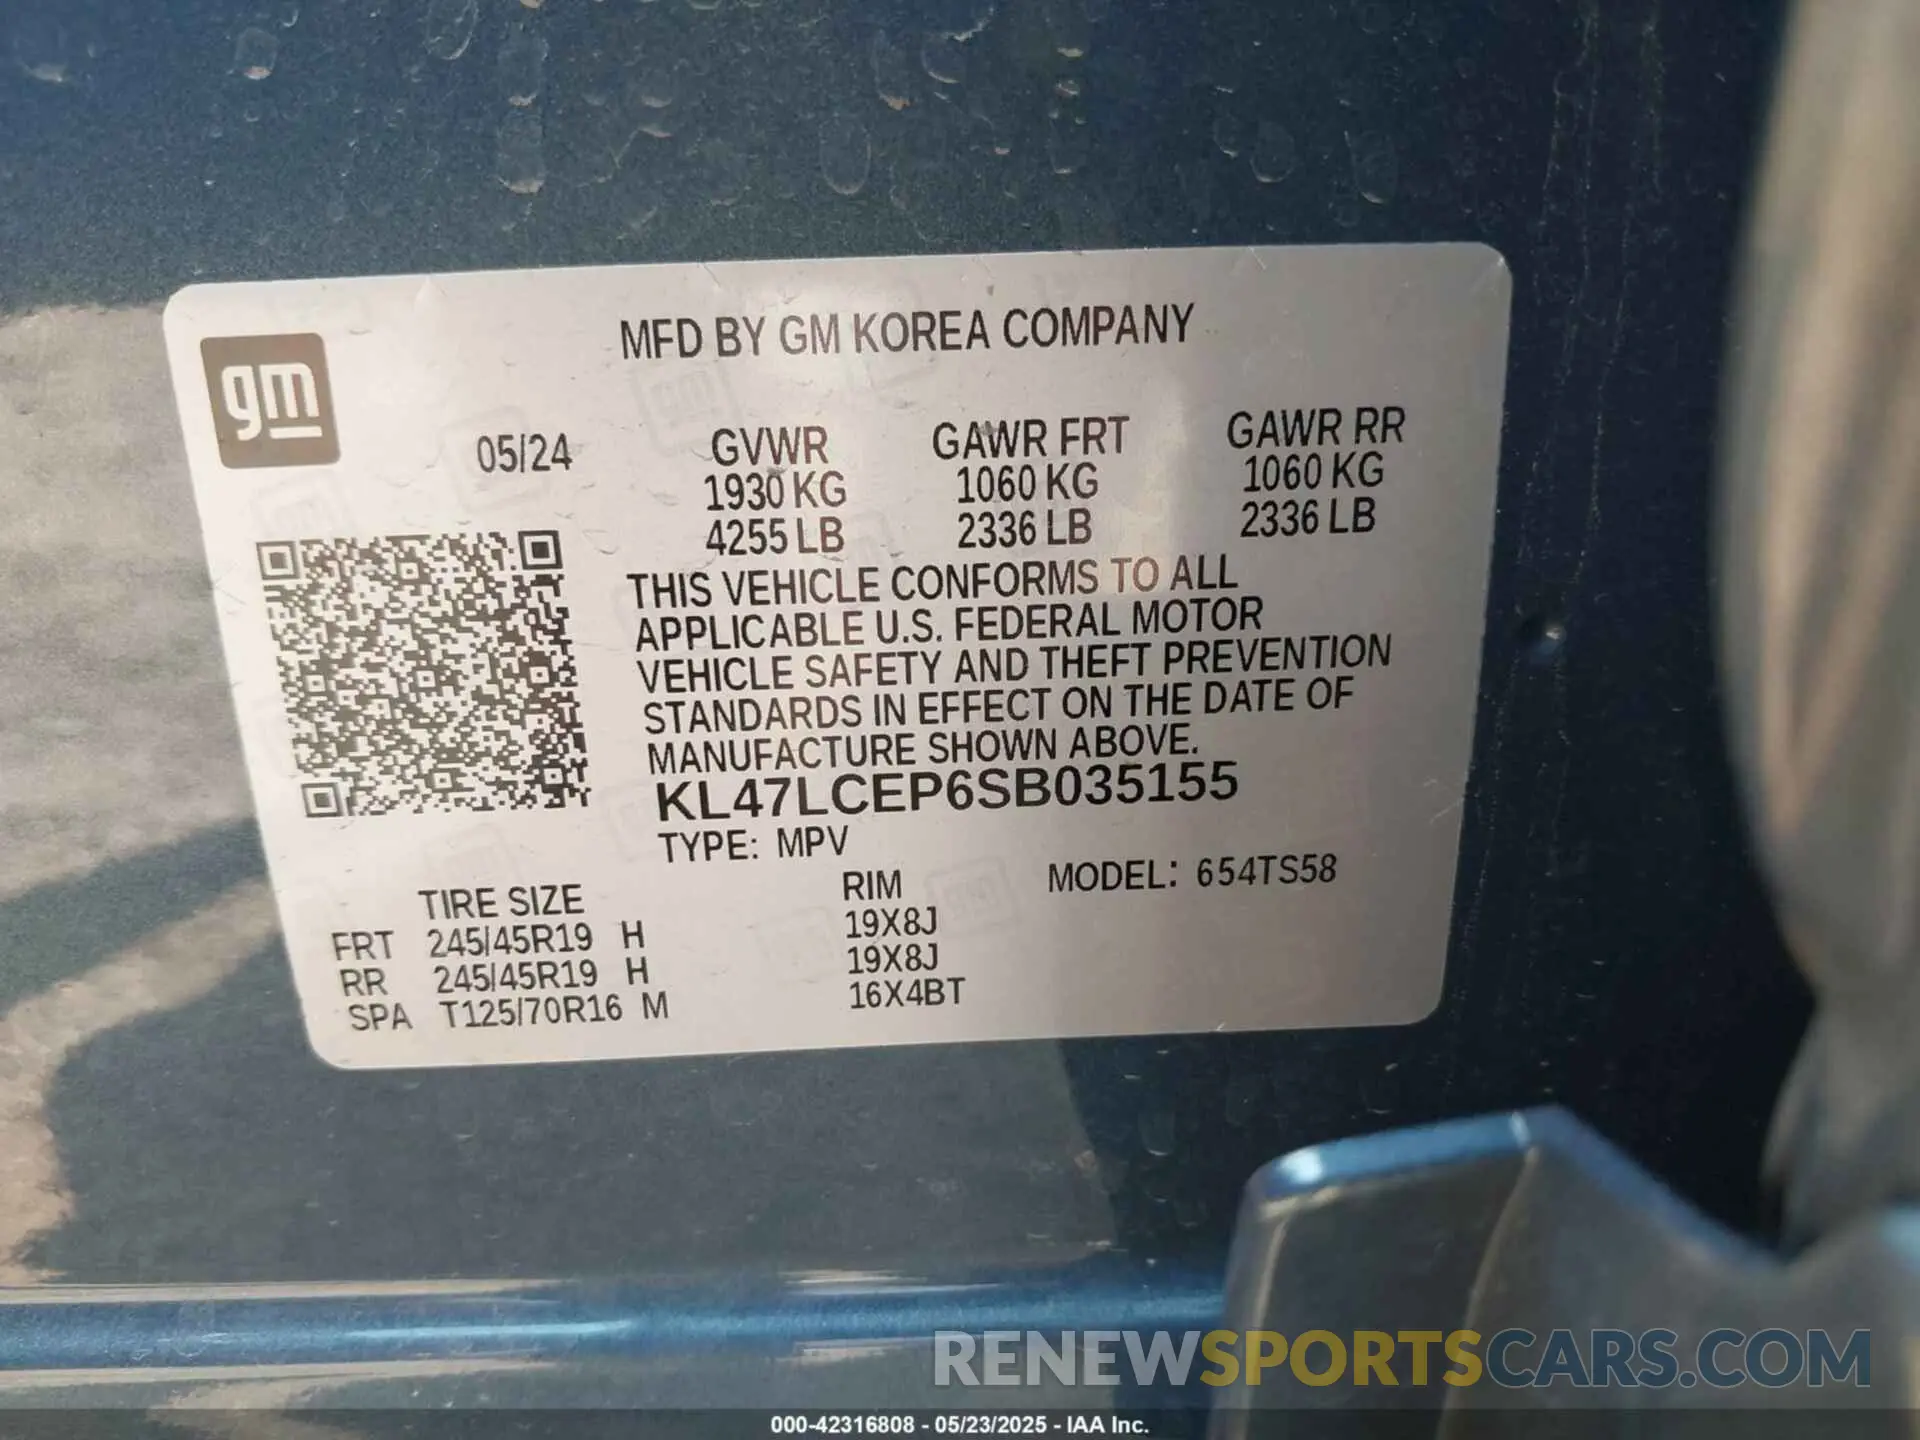 MFD BY GM KOREA COMPANY
gm
05/24
GVWR GAWR FRT GAWR RR
1930 KG 1060 KG 1060 KG
4255 LB 2336 LB 2336 LB
THIS VEHICLE CONFORMS TO ALL
APPLICABLE U.S. FEDERAL MOTOR
VEHICLE SAFETY AND THEFT PREVENTION
STANDARDS IN EFFECT ON THE DATE OF
MANUFACTURE SHOWN ABOVE.
KL47LCEP6SB035155
TYPE: MPV
TIRE SIZE RIM MODEL: 654TS58
FRT 245/45R19 H 19X8J
RR 245/45R19 H 19X8J
SPA T125/70R16 M 16X4BT
RENEWSPORTSCARS.COM
000-42316808 - 05/23/2025 - IAA Inc.